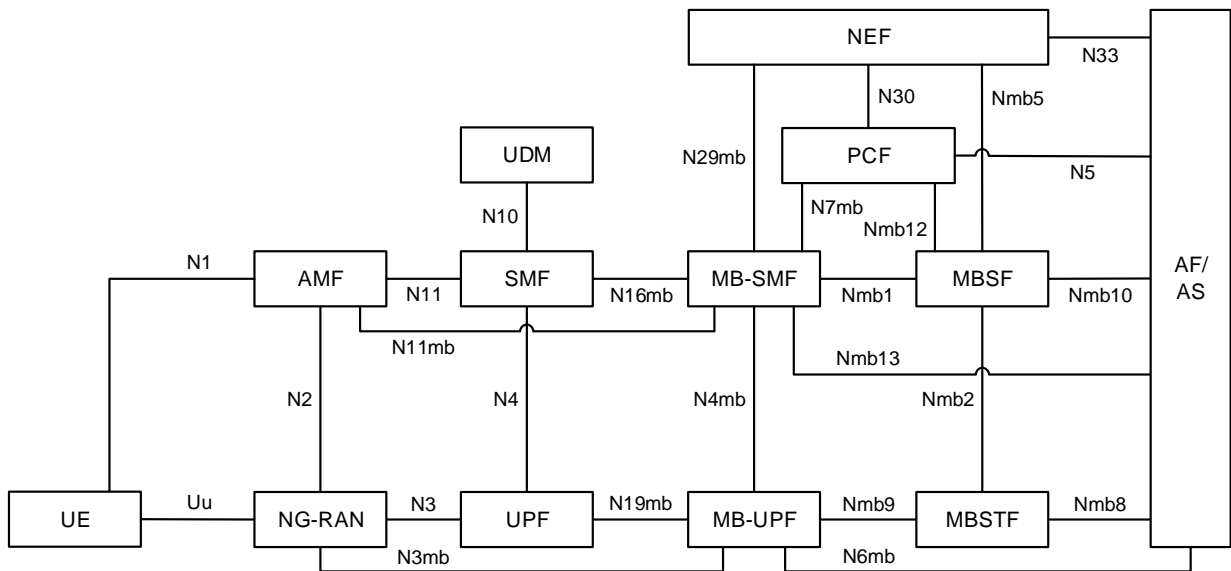 NEF
N33
N30
Nmb5
UDM
N29mb
PCF
N5
N10
N7mb
Nmb12
N1
AMF
N11
SMF
N16mb
MB-SMF
Nmb1
MBSF
Nmb10
AF/
AS
N11mb
Nmb13
N2
N4
N4mb
Nmb2
UE
Uu
NG-RAN
N3
UPF
N19mb
MB-UPF
Nmb9
MBSTF
Nmb8
N3mb
N6mb